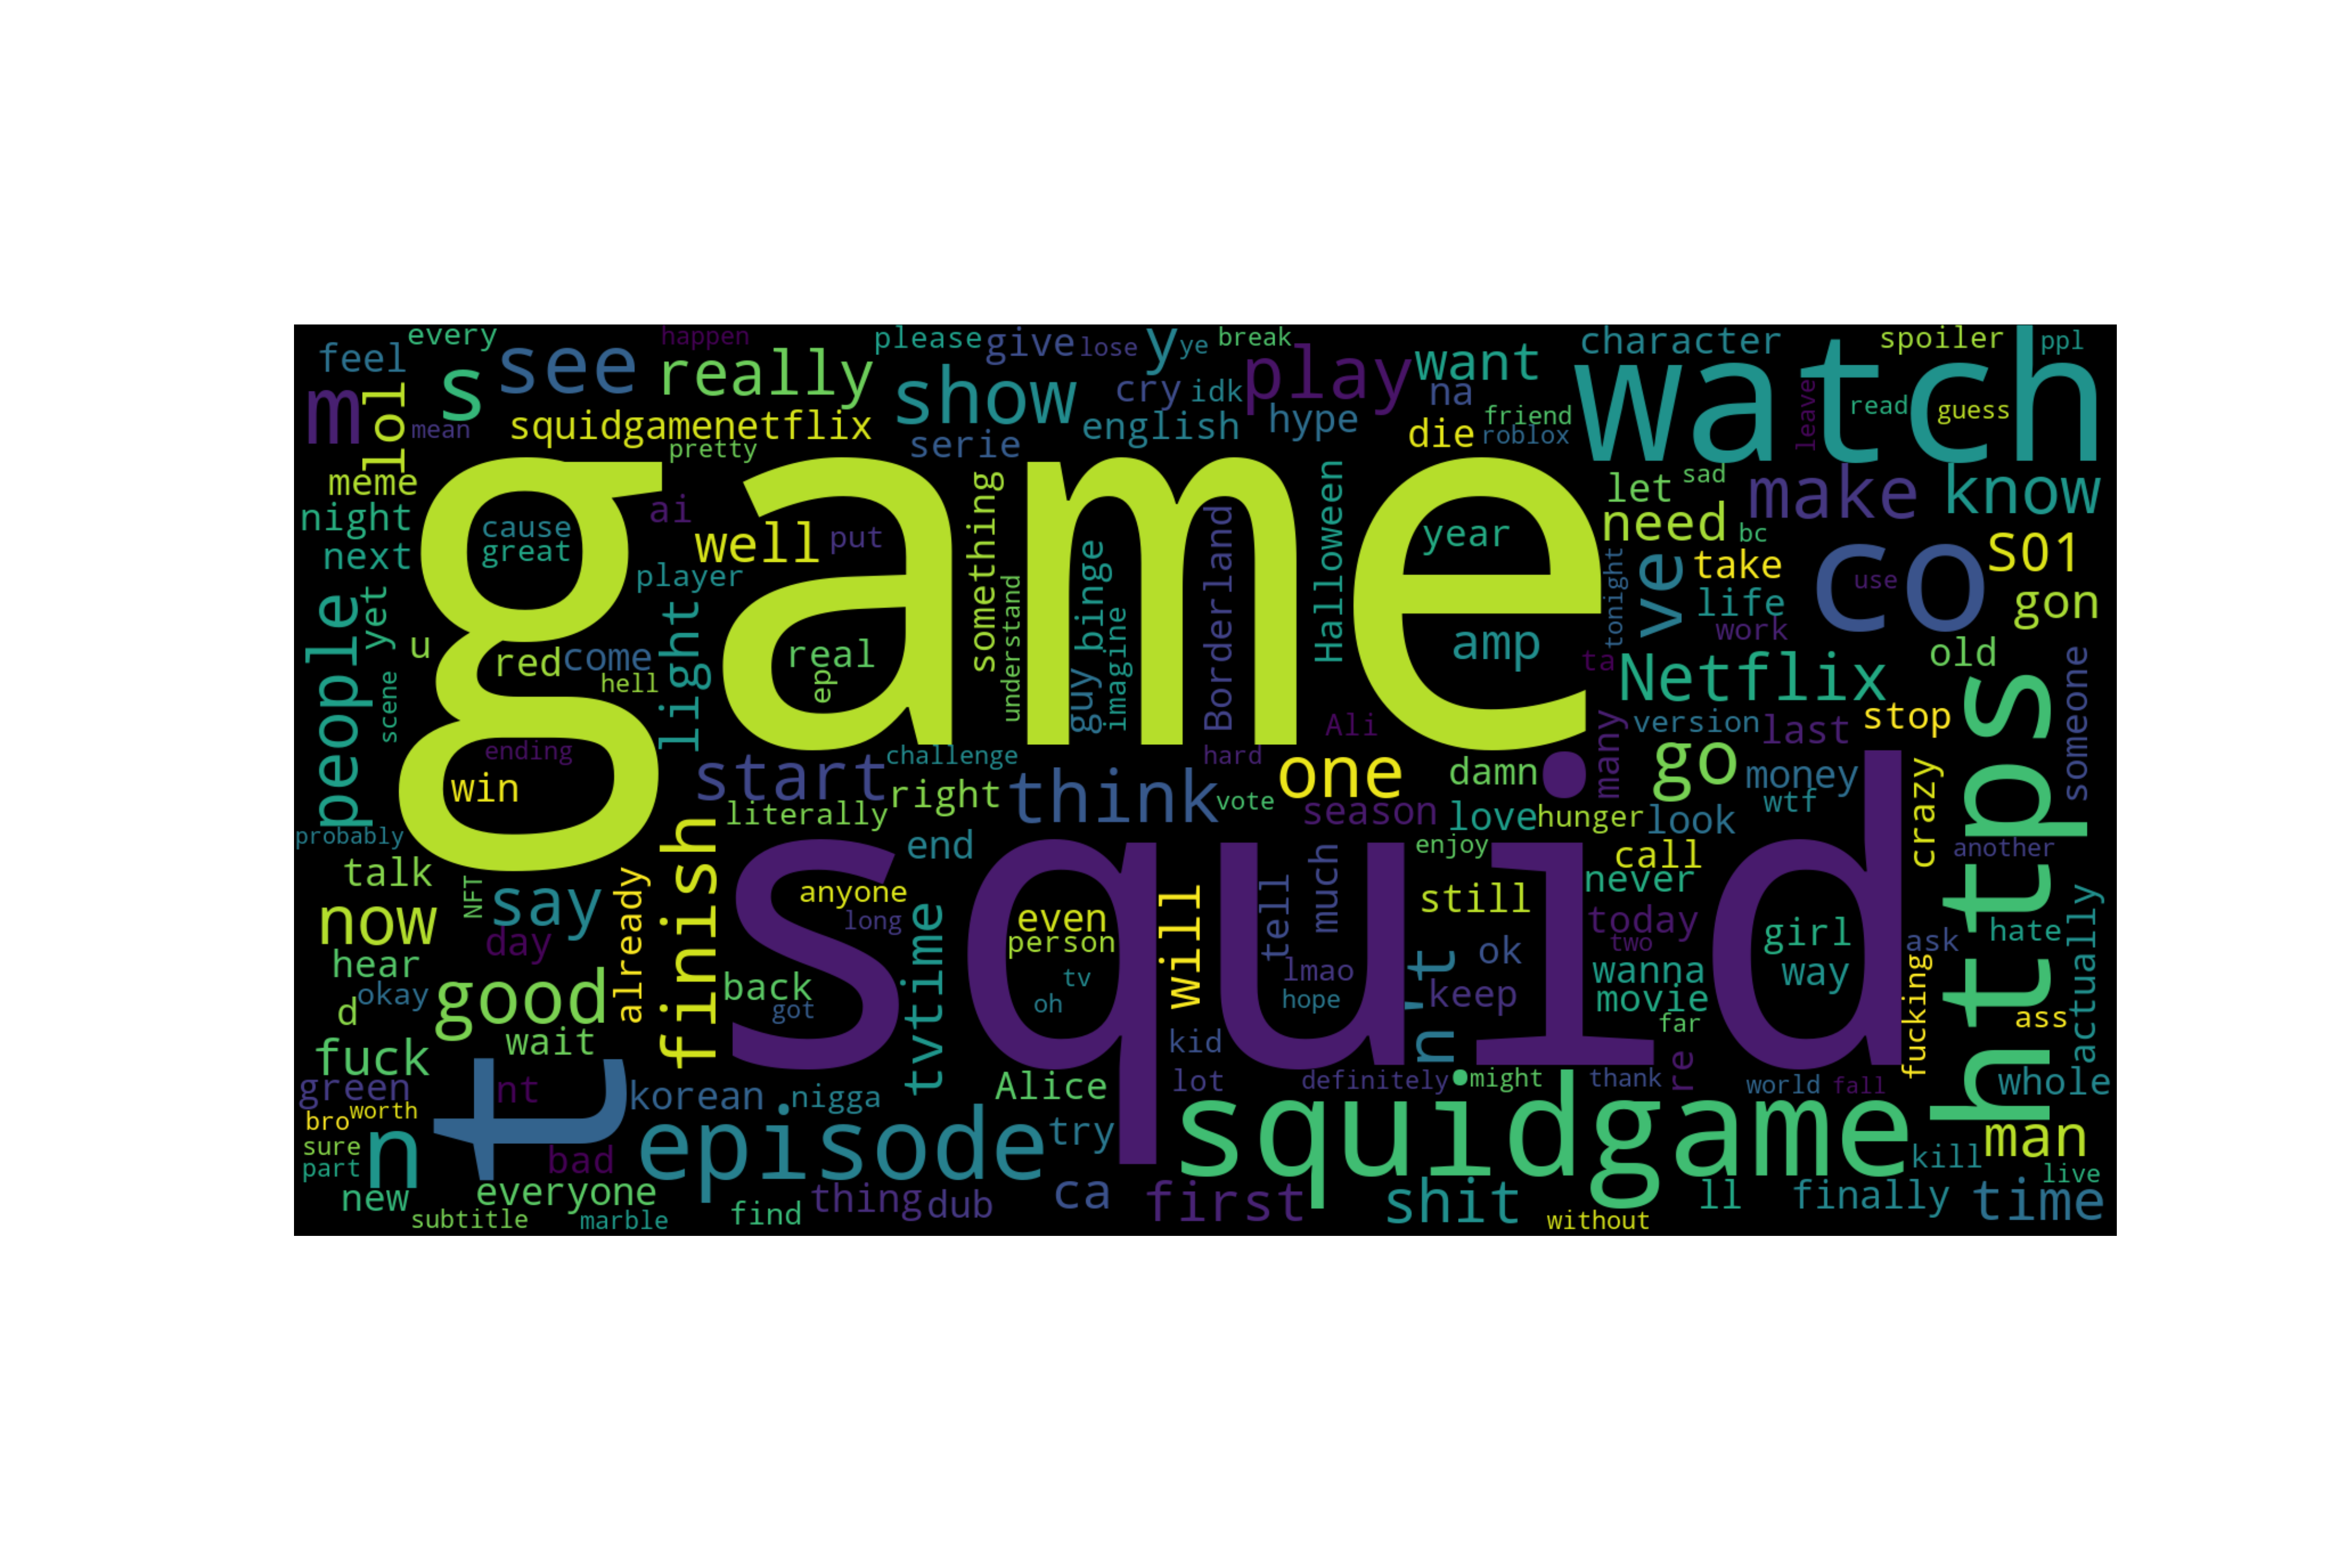 every
happen
please
give
lose
y
ye
break
character
spoiler
ppl
feel
see
really
show
cry
idk
play
want
na
watch
leave
read
guess
m
lol
s
mean
squidgamenetflix
pretty
serie
english
hype
die
friend
roblox
meme
game
let
sad
make
know
night
cause
great
ai
well
put
something
Halloween
year
need
bc
S01
next
player
understand
binge
guy
imagine
Borderland
tonight
ve
take
co
use
gon
people
yet
u
red
come
light
real
ep
amp
life
work
ta
old
scene
hell
Netflix
https
someone
ending
win
Ali
version
last
stop
start
challenge
think
hard
one
damn
many
go
money
wtf
crazy
probably
literally
right
vote
season
love
hunger
look
another
talk
finish
end
squid
enjoy
call
never
NFT
say
already
anyone
long
tvtime
even
person
will
tell
much
still
today
two
girl
ask
hate
actually
now
day
hear
okay
d
good
back
got
tv
oh
lmao
hope
n't
ok
keep
wanna
movie
far
way
fucking
ass
fuck
wait
kid
green
nt
t
korean
nigga
Alice
lot
definitely
might
thank
re
world
fall
whole
bro
worth
sure
part
n
bad
episode
try
squidgame
man
kill
live
new
everyone
subtitle
marble
find
thing
dub
ca
first
shit
without
ll
finally
time